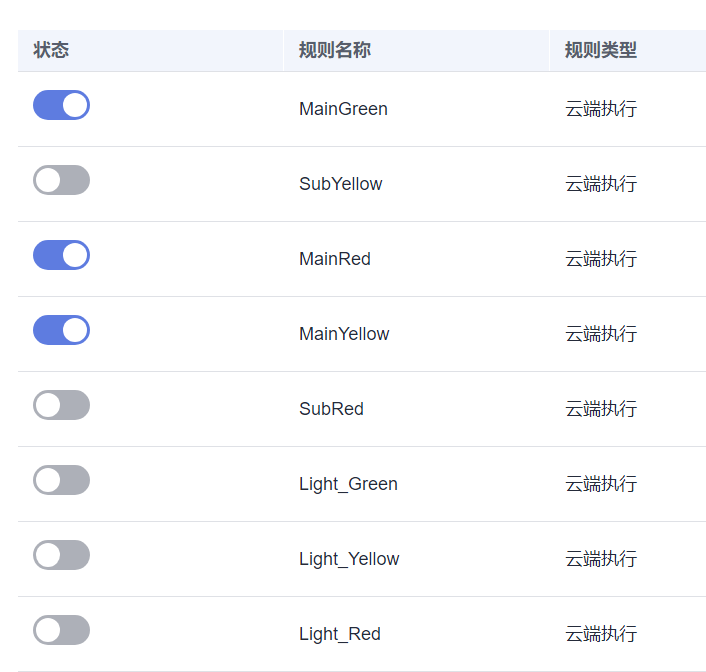 状态 规则名称 规则类型
MainGreen 云端执行
SubYellow 云端执行
MainRed 云端执行
MainYellow 云端执行
SubRed 云端执行
Light_Green 云端执行
Light_Yellow 云端执行
Light_Red 云端执行